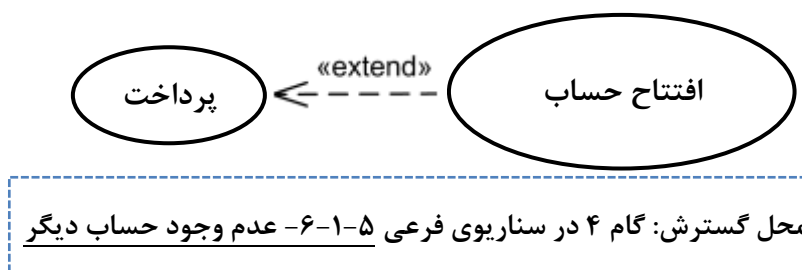 «extend»
افتتاح حساب
پرداخت
محل گسترش: گام ۴ در سناریوی فرعی ۵-۱-۶- عدم وجود حساب دیگر